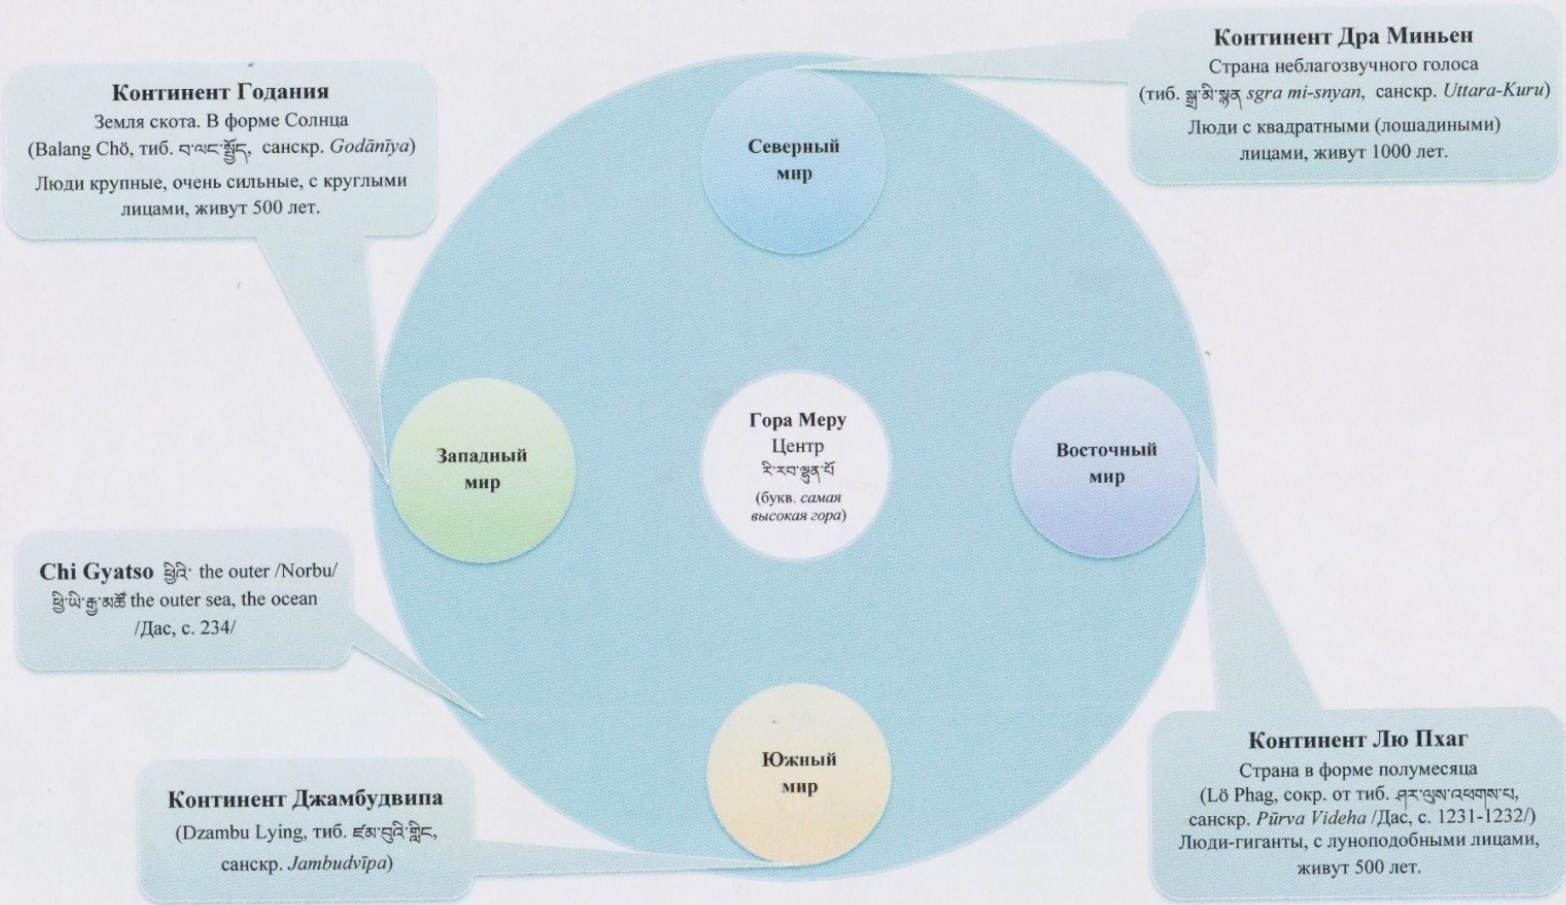 Континент Годания
Земля скота. В форме Солнца
(Balang Chö, тиб. བ་ལང་སྤྱོད, санскр. Godānīya)
Люди крупные, очень сильные, с круглыми
лицами, живут 500 лет.
Континент Дра Миньен
Страна неблагозвучного голоса
(тиб. སྒྲ་མི་སྙན sgra mi-snyan, санскр. Uttara-Kuru)
Люди с квадратными (лошадиными)
лицами, живут 1000 лет.
Северный
мир
Западный
мир
Гора Меру
Центр
རི་རབ་ལྷུན་པོ
(букв. самая
высокая гора)
Восточный
мир
Chi Gyatso ཕྱིའི་ the outer /Norbu/
ཕྱི་ཡི་རྒྱ་མཚོ the outer sea, the ocean
/Дас, с. 234/
Южный
мир
Континент Джамбудвипа
(Dzambu Lying, тиб. ཛམ་བུའི་གླིང,
санскр. Jambudvīpa)
Континент Лю Пхаг
Страна в форме полумесяца
(Lö Phag, сокр. от тиб. ཤར་ལུས་འཕགས་པ,
санскр. Pūrva Videha /Дас, с. 1231-1232/)
Люди-гиганты, с луноподобными лицами,
живут 500 лет.